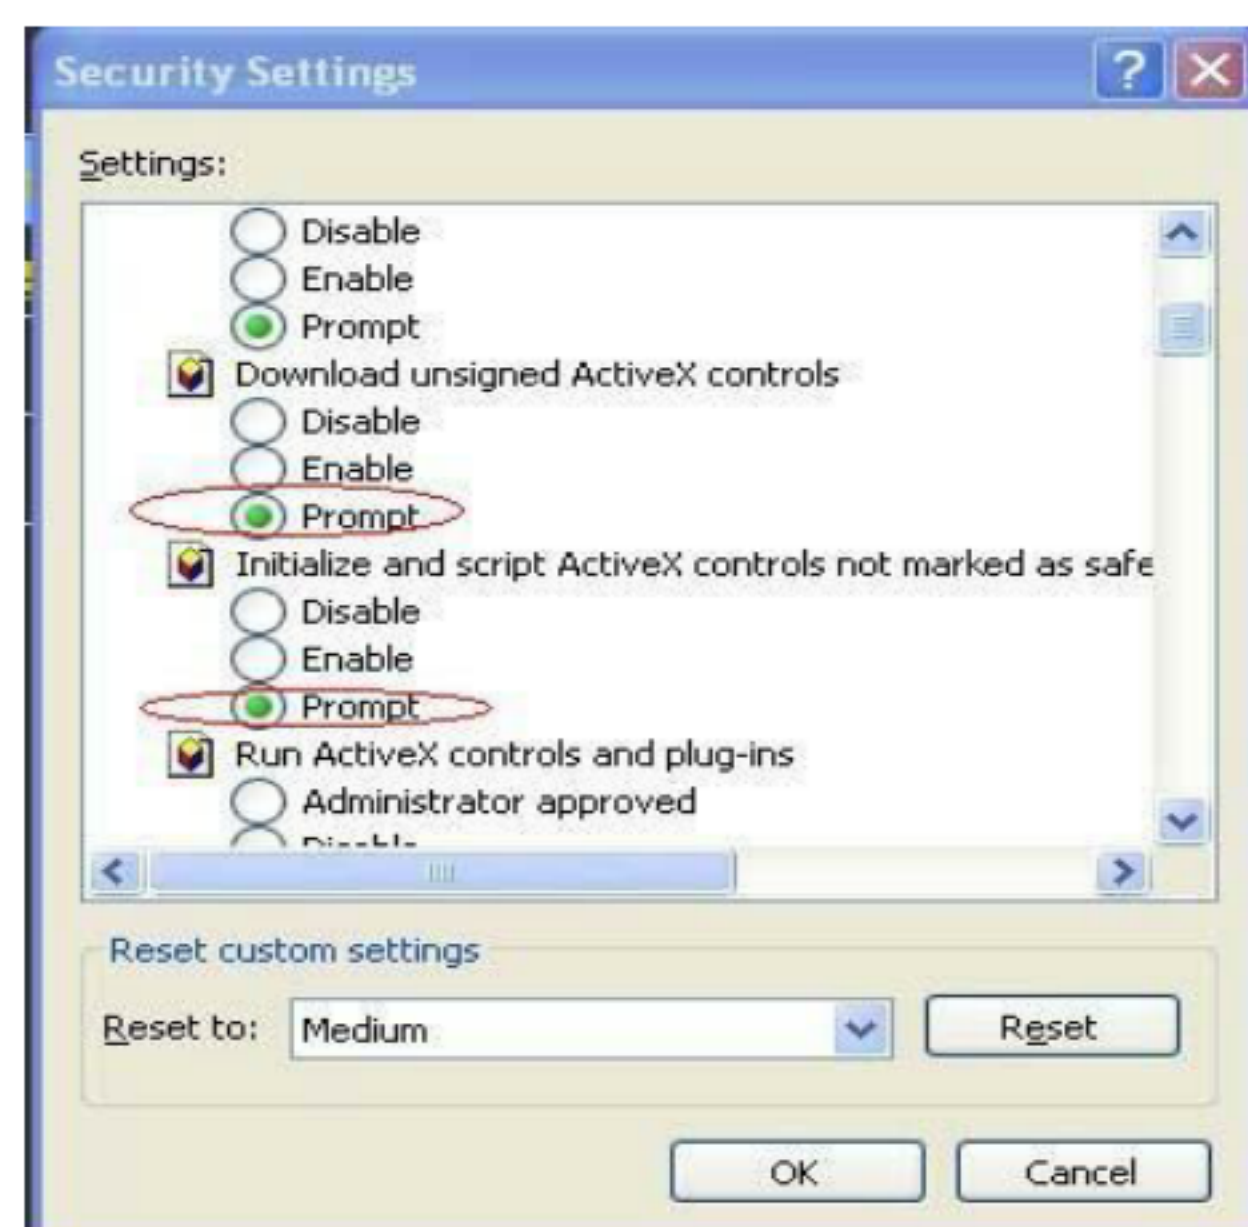 Security Settings
Settings:
Disable
Enable
Prompt
Download unsigned ActiveX controls
Disable
Enable
Prompt
Initialize and script ActiveX controls not marked as safe
Disable
Enable
Prompt
Run ActiveX controls and plug-ins
Administrator approved
Disable
Reset custom settings
Reset to: Medium Reset
OK Cancel